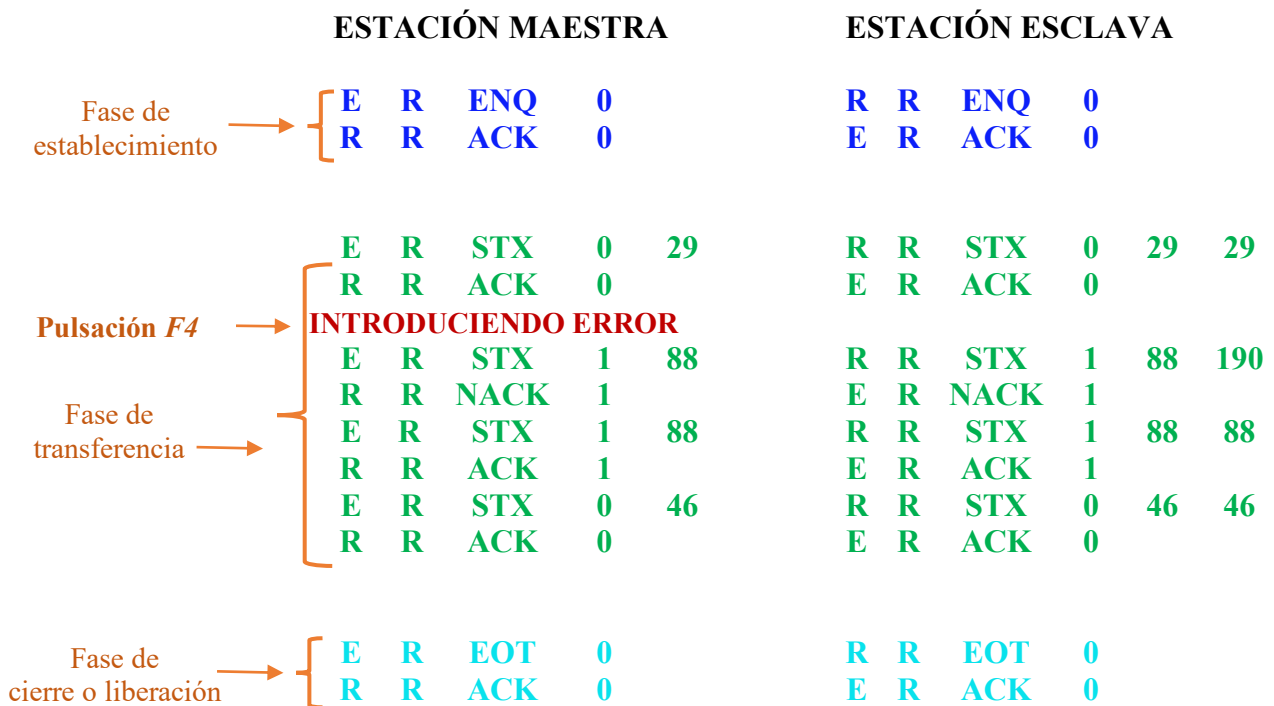 ESTACIÓN MAESTRA ESTACIÓN ESCLAVA
Fase de
establecimiento
E R ENQ 0 R R ENQ 0
R R ACK 0 E R ACK 0
E R STX 0 29 R R STX 0 29 29
R R ACK 0 E R ACK 0
Pulsación F4 INTRODUCIENDO ERROR
E R STX 1 88 R R STX 1 88 190
R R NACK 1 E R NACK 1
Fase de
transferencia
E R STX 1 88 R R STX 1 88 88
R R ACK 1 E R ACK 1
E R STX 0 46 R R STX 0 46 46
R R ACK 0 E R ACK 0
Fase de
cierre o liberación
E R EOT 0 R R EOT 0
R R ACK 0 E R ACK 0